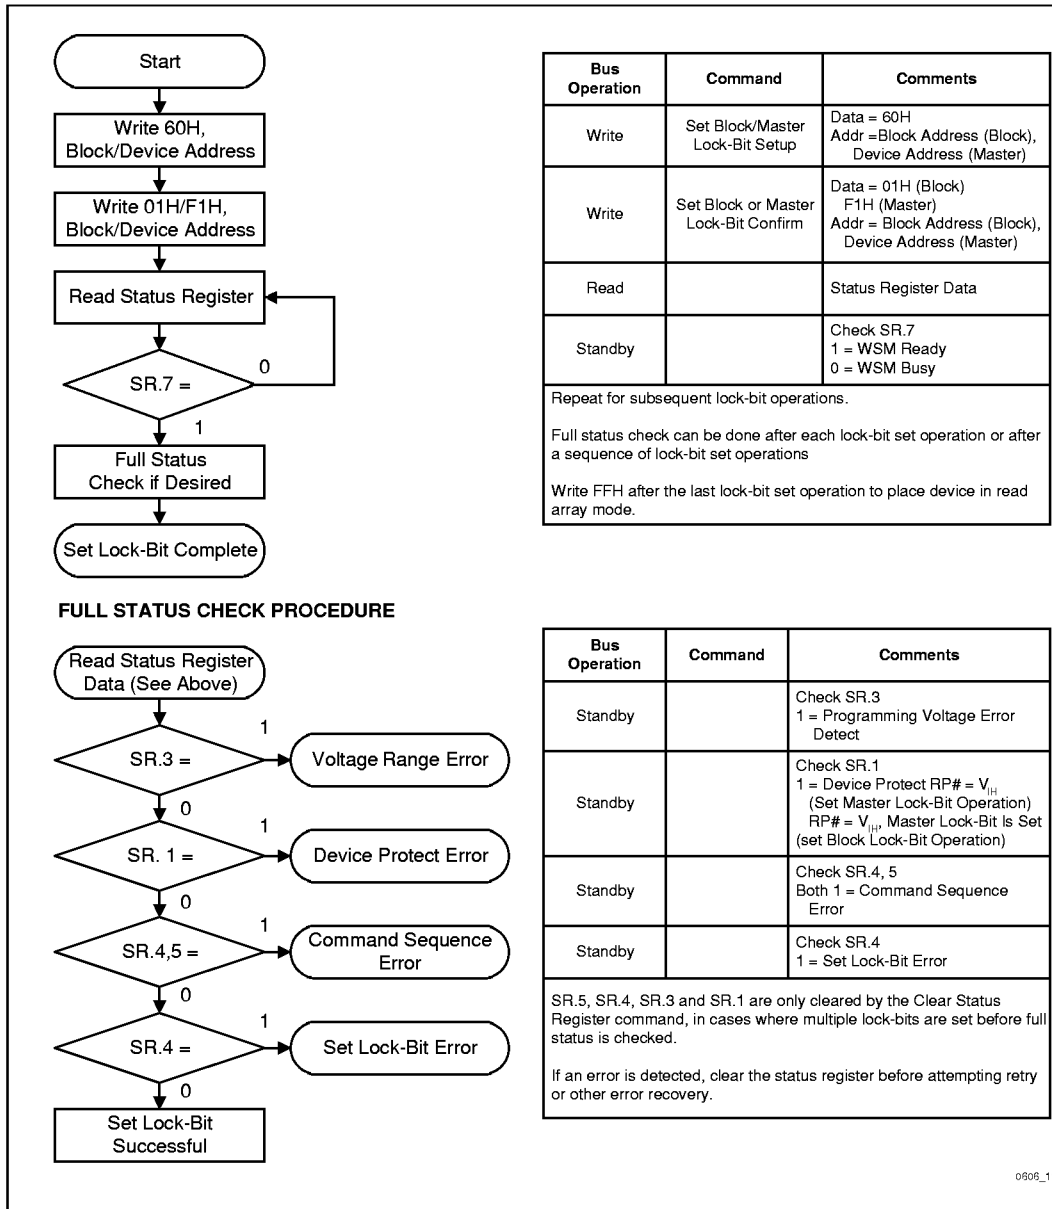 Start
Write 60H,
Block/Device Address
Write 01H/F1H,
Block/Device Address
Read Status Register
SR.7 =
0
1
Full Status
Check if Desired
Set Lock-Bit Complete
Bus
Operation
Command
Comments
Write
Set Block/Master
Lock-Bit Setup
Data = 60H
Addr =Block Address (Block),
Device Address (Master)
Write
Set Block or Master
Lock-Bit Confirm
Data = 01H (Block)
F1H (Master)
Addr = Block Address (Block),
Device Address (Master)
Read
Status Register Data
Standby
Check SR.7
1 = WSM Ready
0 = WSM Busy
Repeat for subsequent lock-bit operations.
Full status check can be done after each lock-bit set operation or after
a sequence of lock-bit set operations
Write FFH after the last lock-bit set operation to place device in read
array mode.
FULL STATUS CHECK PROCEDURE
Read Status Register
Data (See Above)
SR.3 =
1
Voltage Range Error
0
SR. 1 =
1
Device Protect Error
0
SR.4,5 =
1
Command Sequence
Error
0
SR.4 =
1
Set Lock-Bit Error
0
Set Lock-Bit
Successful
Bus
Operation
Command
Comments
Standby
Check SR.3
1 = Programming Voltage Error
Detect
Standby
Check SR.1
1 = Device Protect RP# = VIH
(Set Master Lock-Bit Operation)
RP# = VIH, Master Lock-Bit Is Set
(set Block Lock-Bit Operation)
Standby
Check SR.4, 5
Both 1 = Command Sequence
Error
Standby
Check SR.4
1 = Set Lock-Bit Error
SR.5, SR.4, SR.3 and SR.1 are only cleared by the Clear Status
Register command, in cases where multiple lock-bits are set before full
status is checked.
If an error is detected, clear the status register before attempting retry
or other error recovery.
0606_1